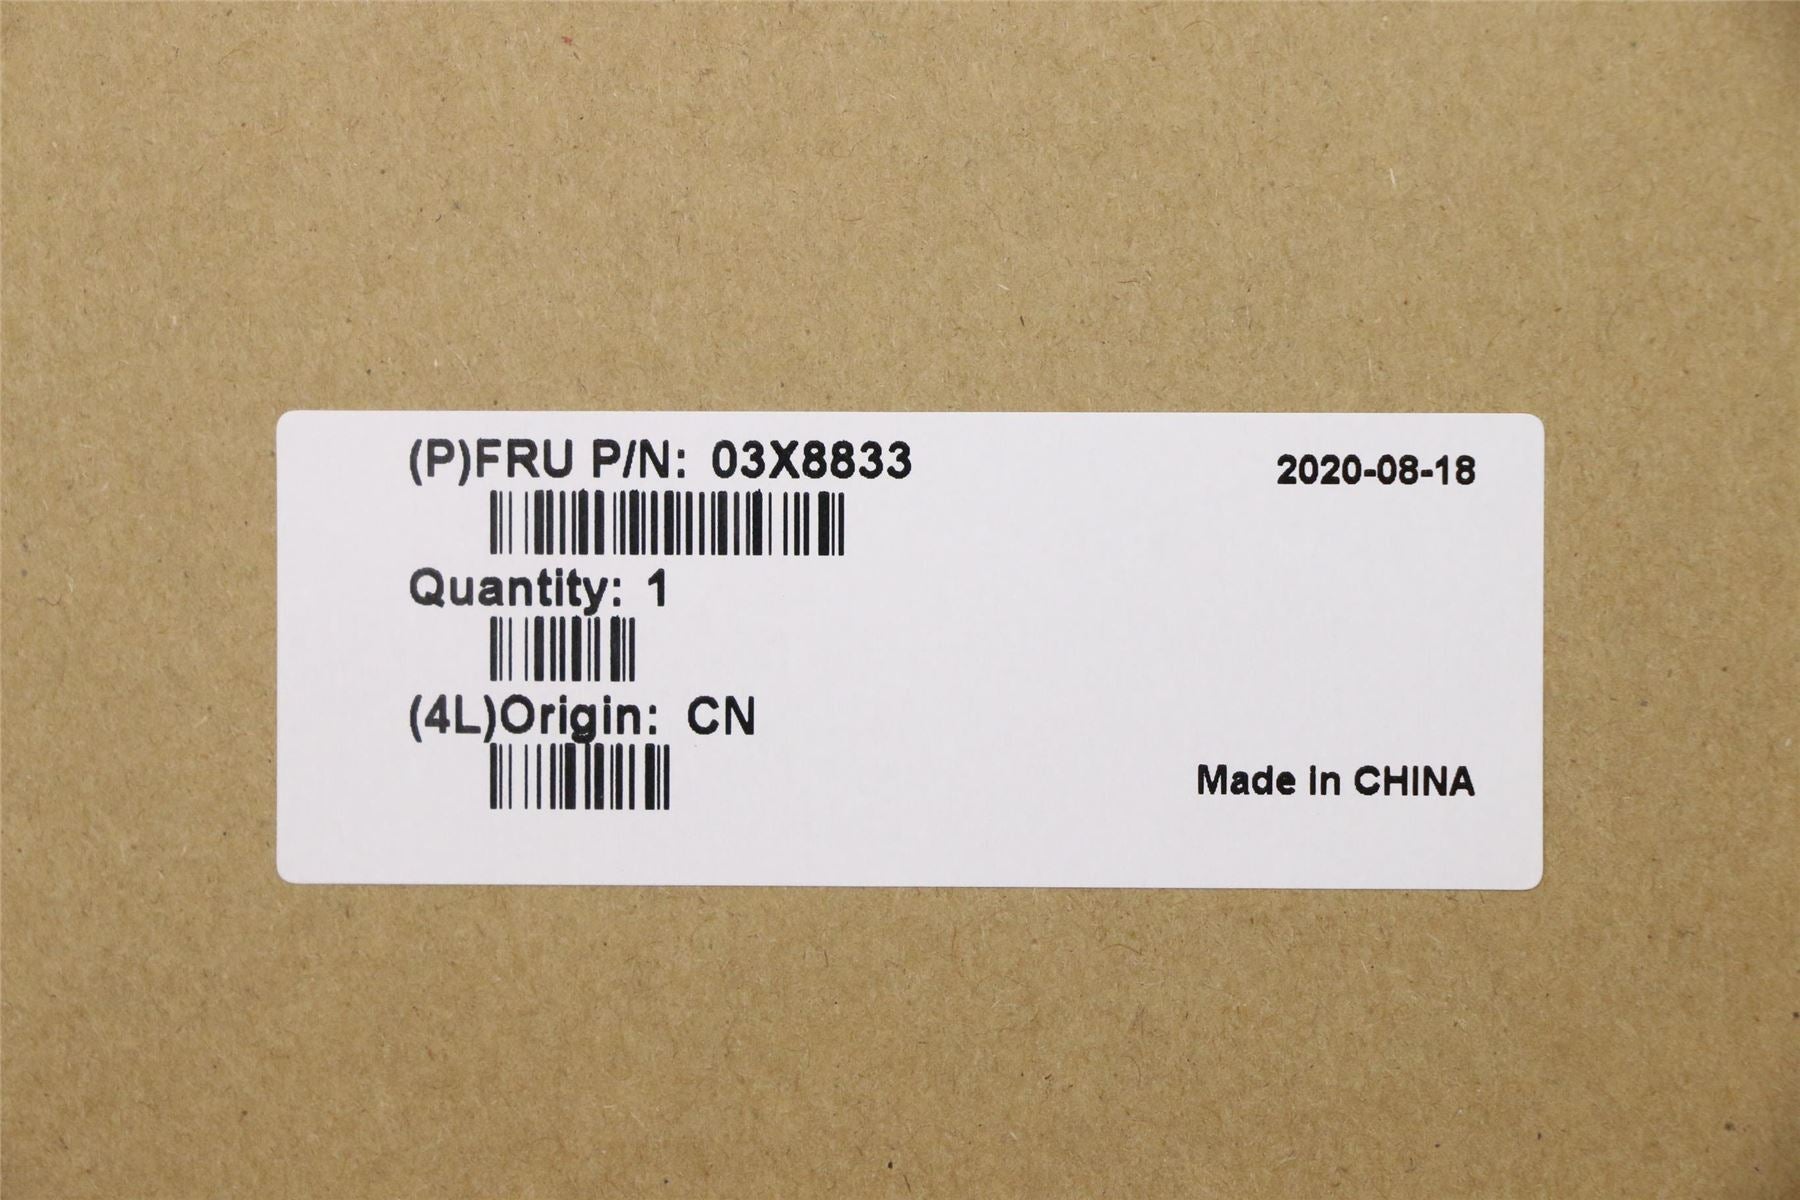 (P)FRU P/N: 03X8833
2020-08-18
Quantity: 1
(4L)Origin: CN
Made in CHINA